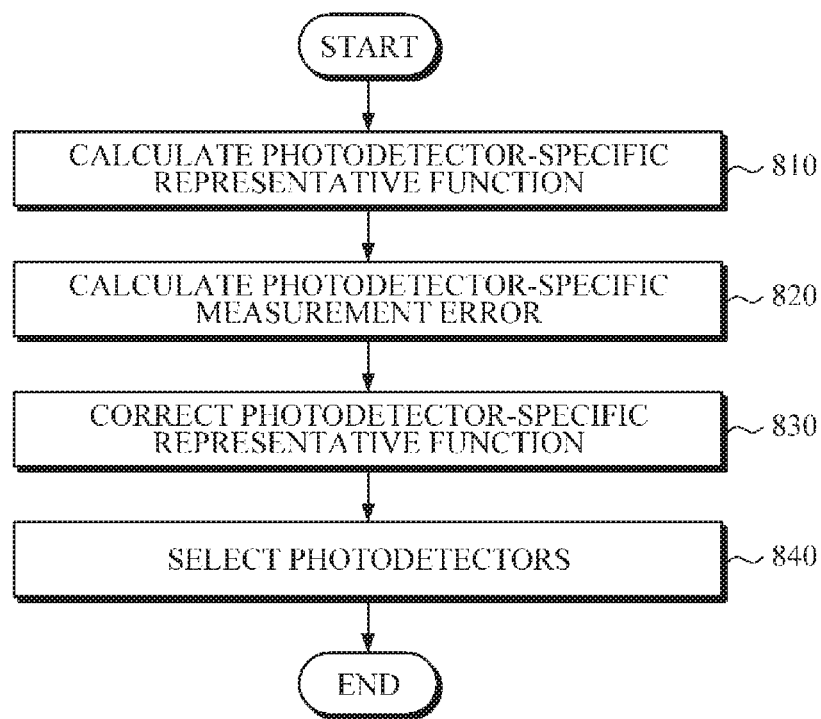 START
CALCULATE PHOTODETECTOR-SPECIFIC
REPRESENTATIVE FUNCTION
810
CALCULATE PHOTODETECTOR-SPECIFIC
MEASUREMENT ERROR
820
CORRECT PHOTODETECTOR-SPECIFIC
REPRESENTATIVE FUNCTION
830
SELECT PHOTODETECTORS
840
END